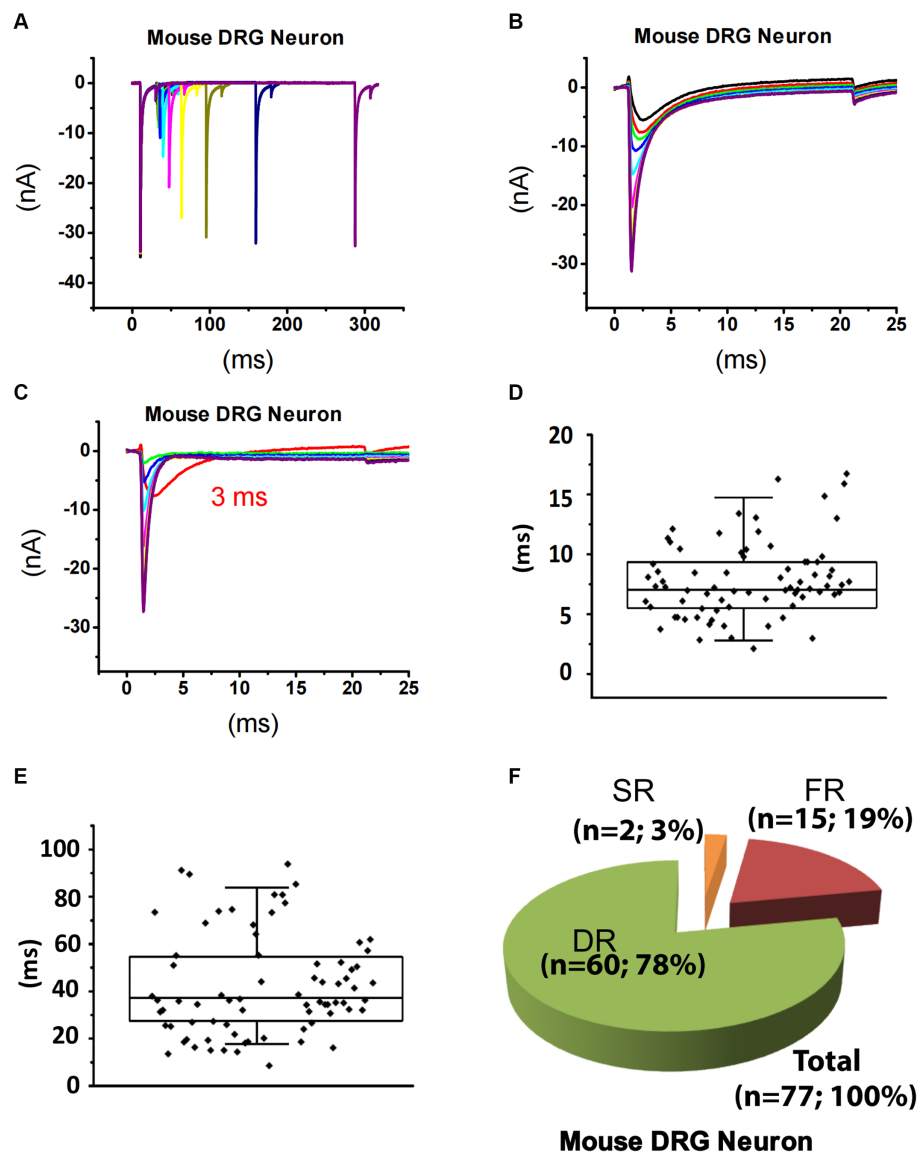 A
Mouse DRG Neuron
0
-10
-20
-30
-40
(nA)
0
100
200
300
(ms)
B
Mouse DRG Neuron
10
0
-10
-20
-30
(nA)
0
5
10
15
20
25
(ms)
C
Mouse DRG Neuron
0
-10
-20
-30
(nA)
3 ms
0
5
10
15
20
25
(ms)
D
20
15
10
5
0
(ms)
E
100
80
60
40
20
0
(ms)
F
SR
(n=2; 3%)
FR
(n=15; 19%)
DR
(n=60; 78%)
Total
(n=77; 100%)
Mouse DRG Neuron